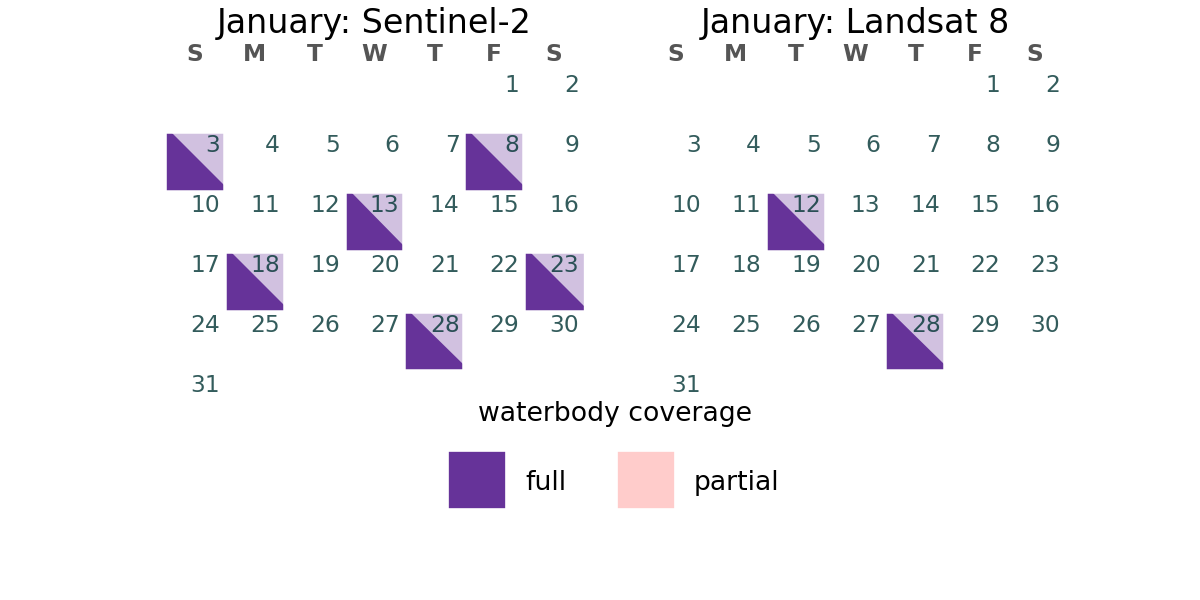 January: Sentinel-2
S M T W T F S
1 2
3 4 5 6 7 8 9
10 11 12 13 14 15 16
17 18 19 20 21 22 23
24 25 26 27 28 29 30
31
January: Landsat 8
S M T W T F S
1 2
3 4 5 6 7 8 9
10 11 12 13 14 15 16
17 18 19 20 21 22 23
24 25 26 27 28 29 30
31
waterbody coverage
full partial